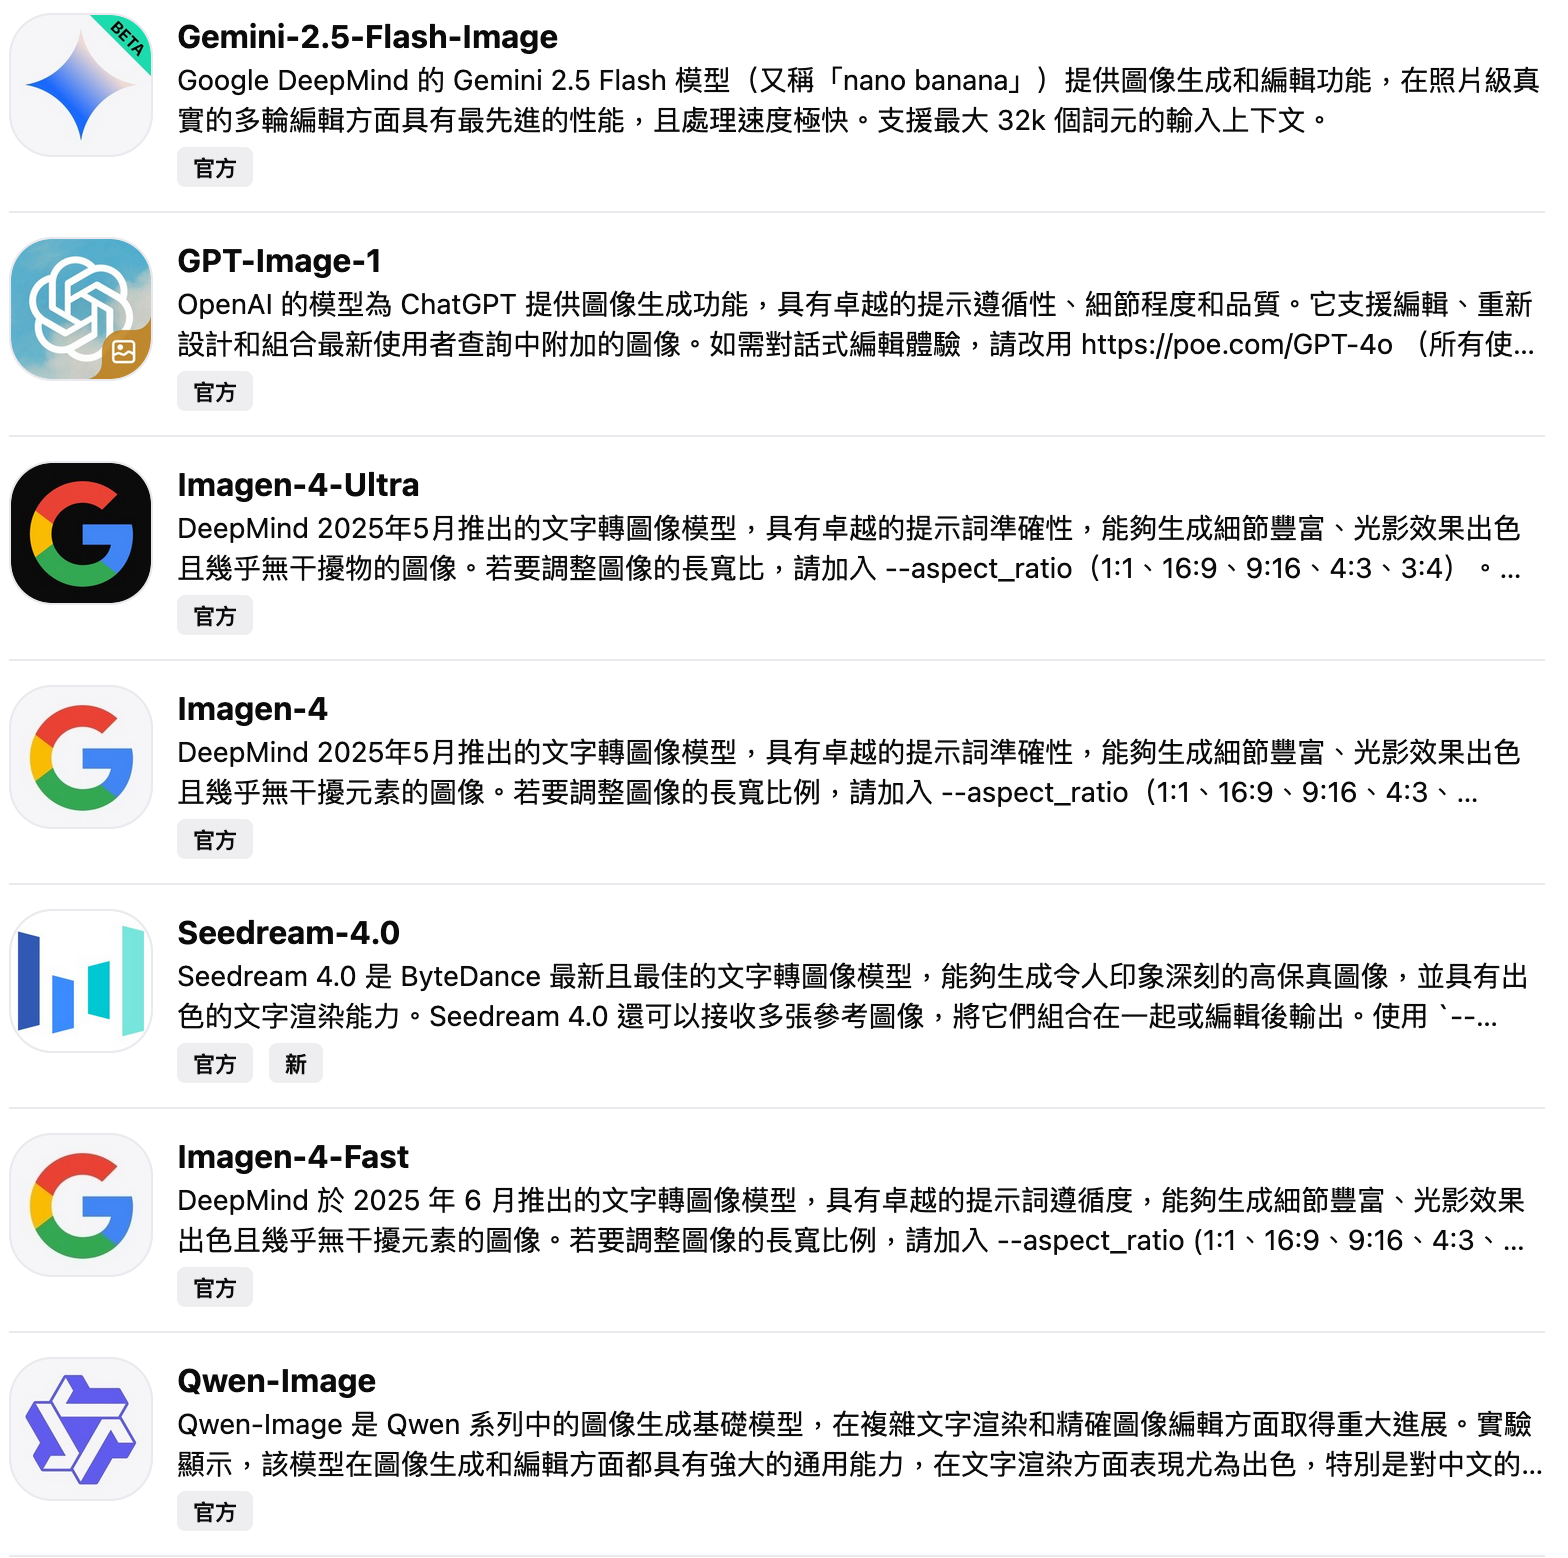 BETA
Gemini-2.5-Flash-Image
Google DeepMind 的 Gemini 2.5 Flash 模型（又稱「nano banana」）提供圖像生成和編輯功能，在照片級真
實的多輪編輯方面具有最先進的性能，且處理速度極快。支援最大 32k 個詞元的輸入上下文。
官方
GPT-Image-1
OpenAI 的模型為 ChatGPT 提供圖像生成功能，具有卓越的提示遵循性、細節程度和品質。它支援編輯、重新
設計和組合最新使用者查詢中附加的圖像。如需對話式編輯體驗，請改用 https://poe.com/GPT-4o （所有使...
官方
Imagen-4-Ultra
DeepMind 2025年5月推出的文字轉圖像模型，具有卓越的提示詞準確性，能夠生成細節豐富、光影效果出色
且幾乎無干擾物的圖像。若要調整圖像的長寬比，請加入 --aspect_ratio（1:1、16:9、9:16、4:3、3:4）。...
官方
Imagen-4
DeepMind 2025年5月推出的文字轉圖像模型，具有卓越的提示詞準確性，能夠生成細節豐富、光影效果出色
且幾乎無干擾元素的圖像。若要調整圖像的長寬比例，請加入 --aspect_ratio（1:1、16:9、9:16、4:3、...
官方
Seedream-4.0
Seedream 4.0 是 ByteDance 最新且最佳的文字轉圖像模型，能夠生成令人印象深刻的高保真圖像，並具有出
色的文字渲染能力。Seedream 4.0 還可以接收多張參考圖像，將它們組合在一起或編輯後輸出。使用 `--...
官方 新
Imagen-4-Fast
DeepMind 於 2025 年 6 月推出的文字轉圖像模型，具有卓越的提示詞遵循度，能夠生成細節豐富、光影效果
出色且幾乎無干擾元素的圖像。若要調整圖像的長寬比例，請加入 --aspect_ratio (1:1、16:9、9:16、4:3、...
官方
Qwen-Image
Qwen-Image 是 Qwen 系列中的圖像生成基礎模型，在複雜文字渲染和精確圖像編輯方面取得重大進展。實驗
顯示，該模型在圖像生成和編輯方面都具有強大的通用能力，在文字渲染方面表現尤為出色，特別是對中文的...
官方